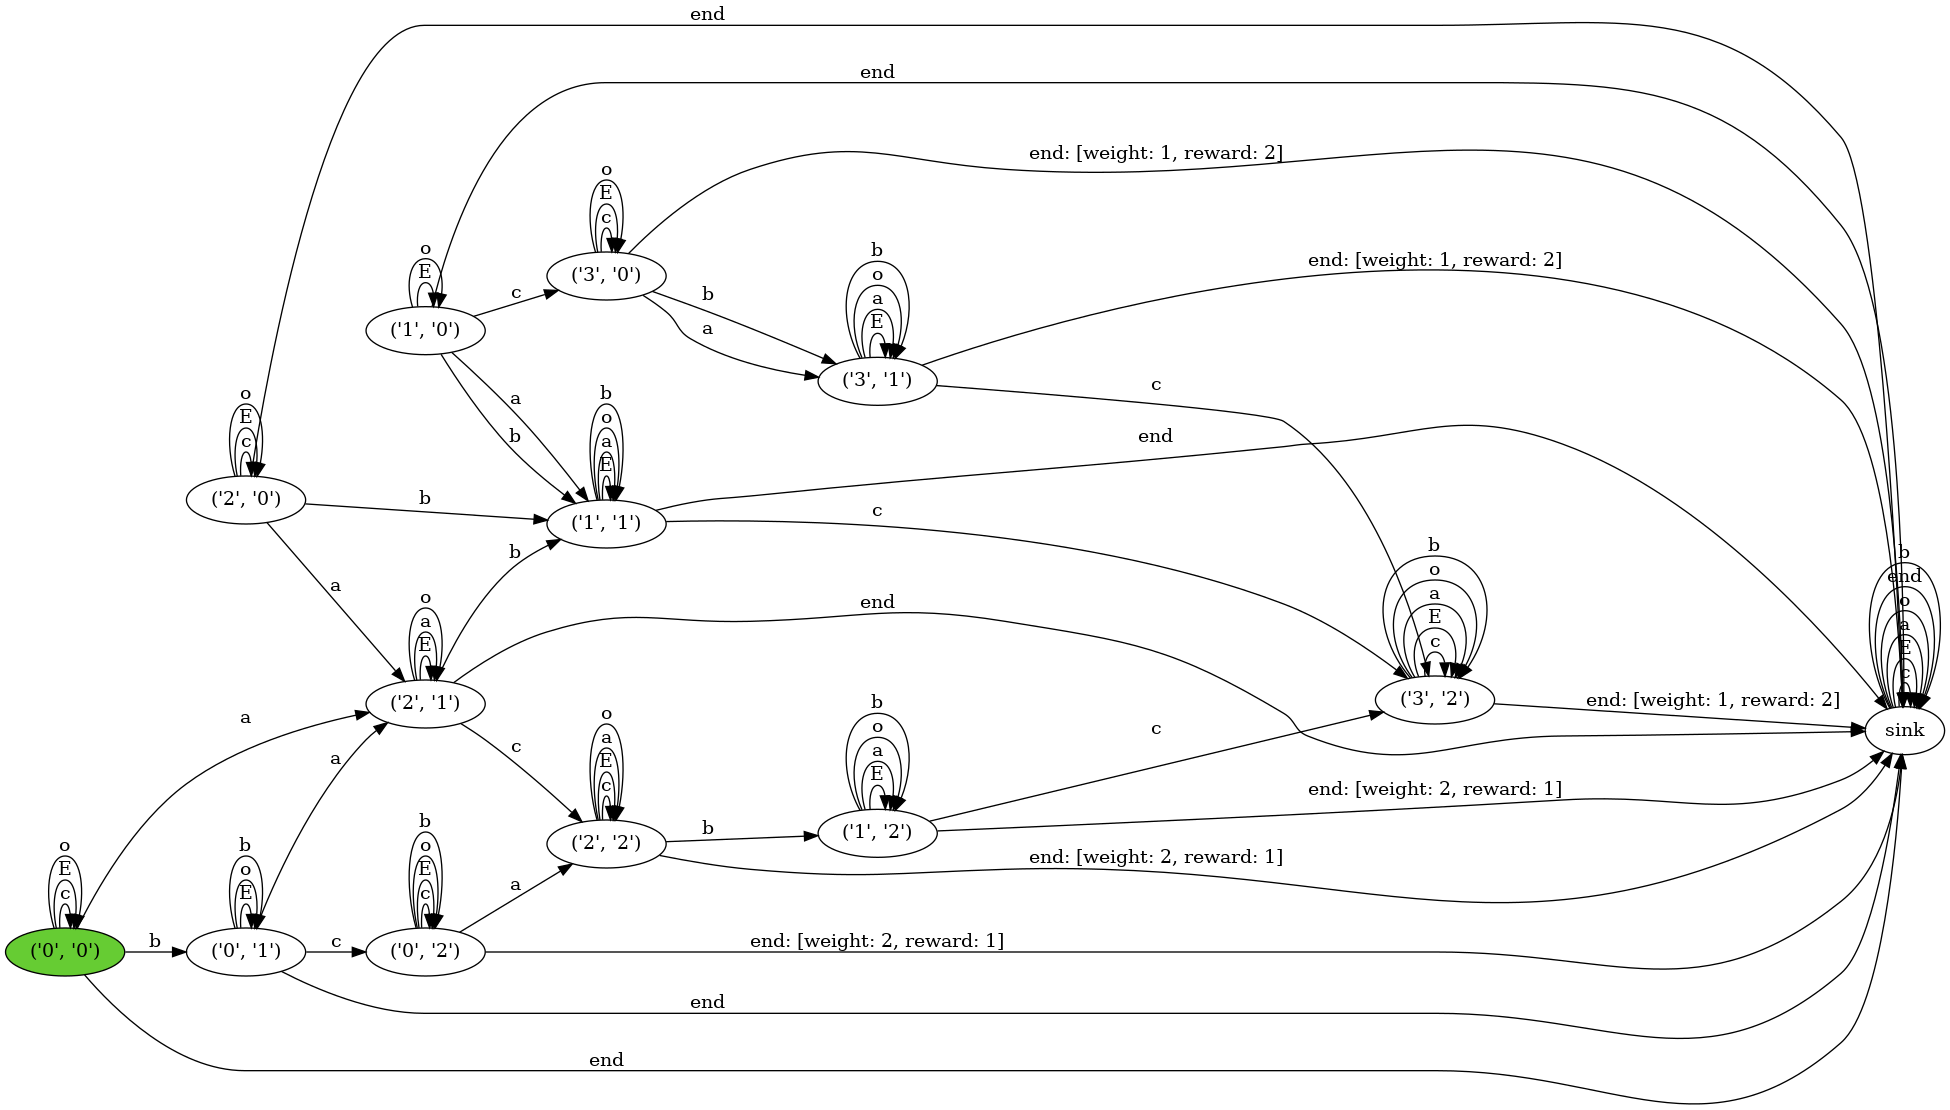 end
end
end: [weight: 1, reward: 2]
o
E
c
('3', '0')
o
E
('1', '0')
c
b
a
b
o
a
E
('3', '1')
end: [weight: 1, reward: 2]
c
o
E
c
('2', '0')
b
a
a
b
b
o
a
E
('1', '1')
end
c
b
b
o
a
E
c
('3', '2')
end: [weight: 1, reward: 2]
b
end
o
a
E
c
sink
o
a
E
('2', '1')
end
a
a
c
o
a
E
c
('2', '2')
b
b
o
a
E
('1', '2')
c
end: [weight: 2, reward: 1]
end: [weight: 2, reward: 1]
o
E
c
('0', '0')
b
b
o
E
('0', '1')
c
b
o
E
c
('0', '2')
a
end: [weight: 2, reward: 1]
end
end